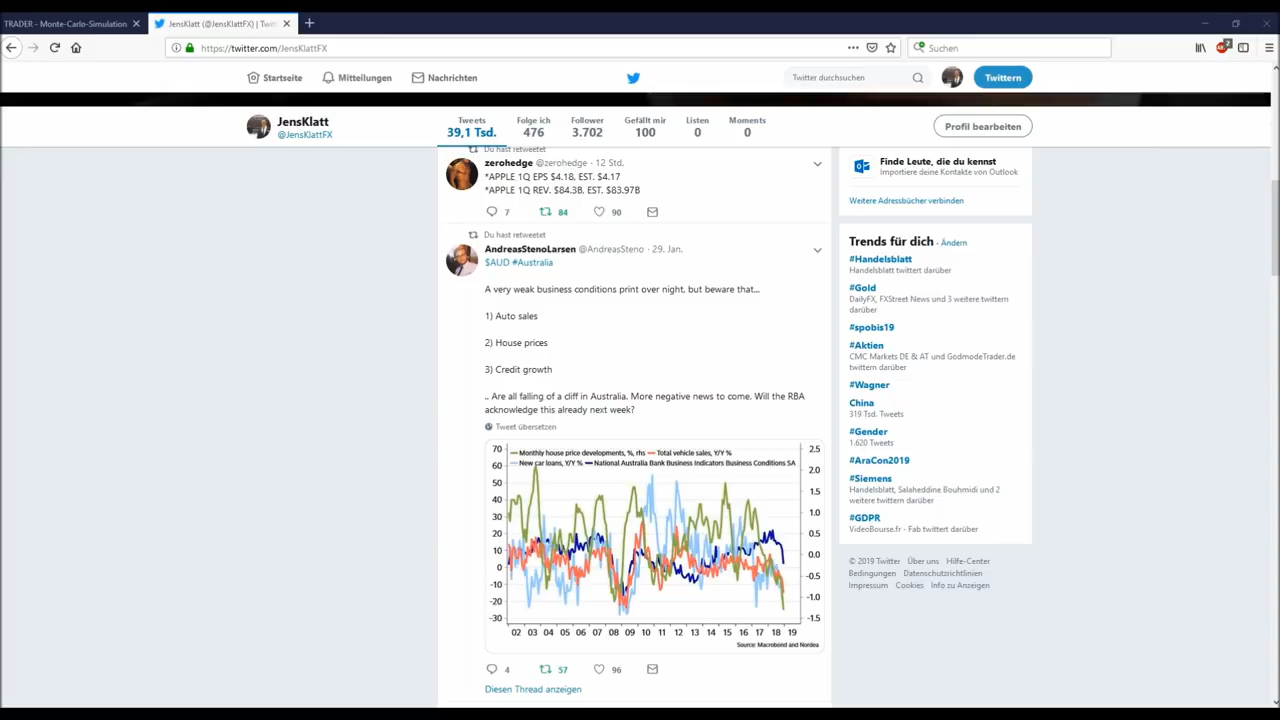 TRADER - Monte-Carlo-Simulation
JensKlatt (@JensKlattFX) | Twitt
https://twitter.com/JensKlattFX
Suchen
2
Startseite
Mitteilungen
Nachrichten
Twitter durchsuchen
Twittern
JensKlatt
@JensKlattFX
Tweets
39,1 Tsd.
Folge ich
476
Follower
3.702
Gefällt mir
100
Listen
0
Moments
0
Profil bearbeiten
Du hast retweetet
zerohedge @zerohedge · 12 Std.
*APPLE 1Q EPS $4.18, EST. $4.17
*APPLE 1Q REV. $84.3B, EST. $83.97B
7 84 90
Du hast retweetet
AndreasStenoLarsen @AndreasSteno · 29. Jan.
$AUD #Australia
A very weak business conditions print over night, but beware that...
1) Auto sales
2) House prices
3) Credit growth
.. Are all falling of a cliff in Australia. More negative news to come. Will the RBA
acknowledge this already next week?
Tweet übersetzen
Monthly house price developments, %, rhs Total vehicle sales, Y/Y %
New car loans, Y/Y % National Australia Bank Business Indicators Business Conditions SA
70
60
50
40
30
20
10
0
-10
-20
-30
2.5
2.0
1.5
1.0
0.5
0.0
-0.5
-1.0
-1.5
02 03 04 05 06 07 08 09 10 11 12 13 14 15 16 17 18 19
Source: Macrobond and Nordea
4 57 96
Diesen Thread anzeigen
Finde Leute, die du kennst
Importiere deine Kontakte von Outlook
Weitere Adressbücher verbinden
Trends für dich · Ändern
#Handelsblatt
Handelsblatt twittert darüber
#Gold
DailyFX, FXStreet News und 3 weitere twittern
darüber
#spobis19
#Aktien
CMC Markets DE & AT und GodmodeTrader.de
twittern darüber
#Wagner
China
319 Tsd. Tweets
#Gender
1.620 Tweets
#AraCon2019
#Siemens
Handelsblatt, Salaheddine Bouhmidi und 2
weitere twittern darüber
#GDPR
VideoBourse.fr - Fab twittert darüber
© 2019 Twitter Über uns Hilfe-Center
Bedingungen Datenschutzrichtlinien
Impressum Cookies Info zu Anzeigen